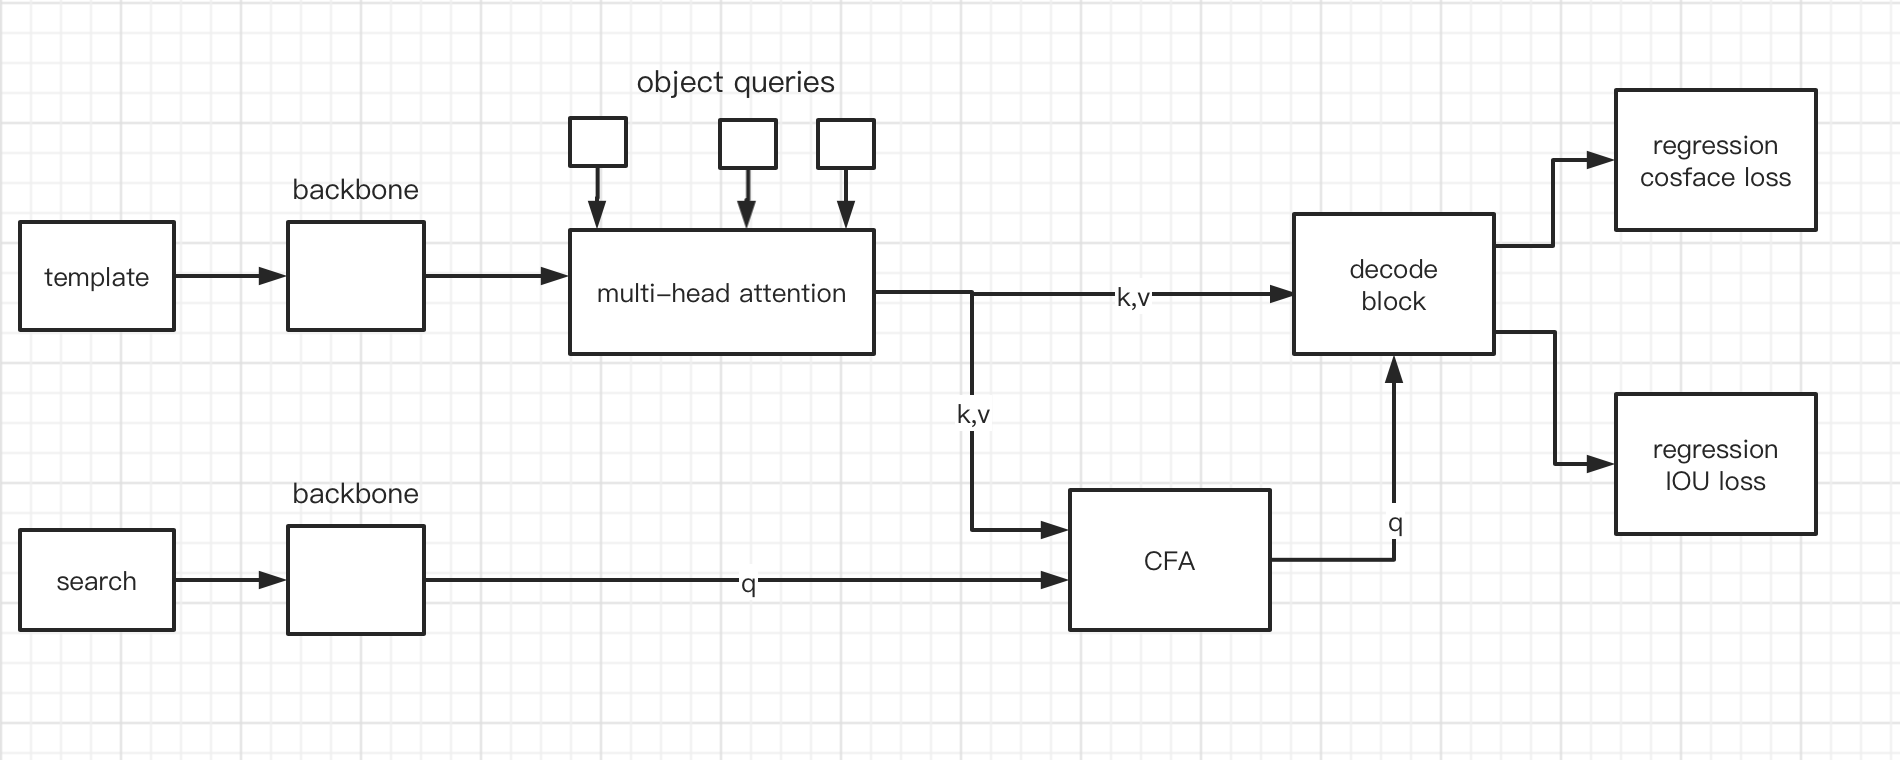 object queries
backbone
template
multi-head attention
k,v
decode
block
regression
cosface loss
k,v
regression
IOU loss
backbone
search
q
CFA
q